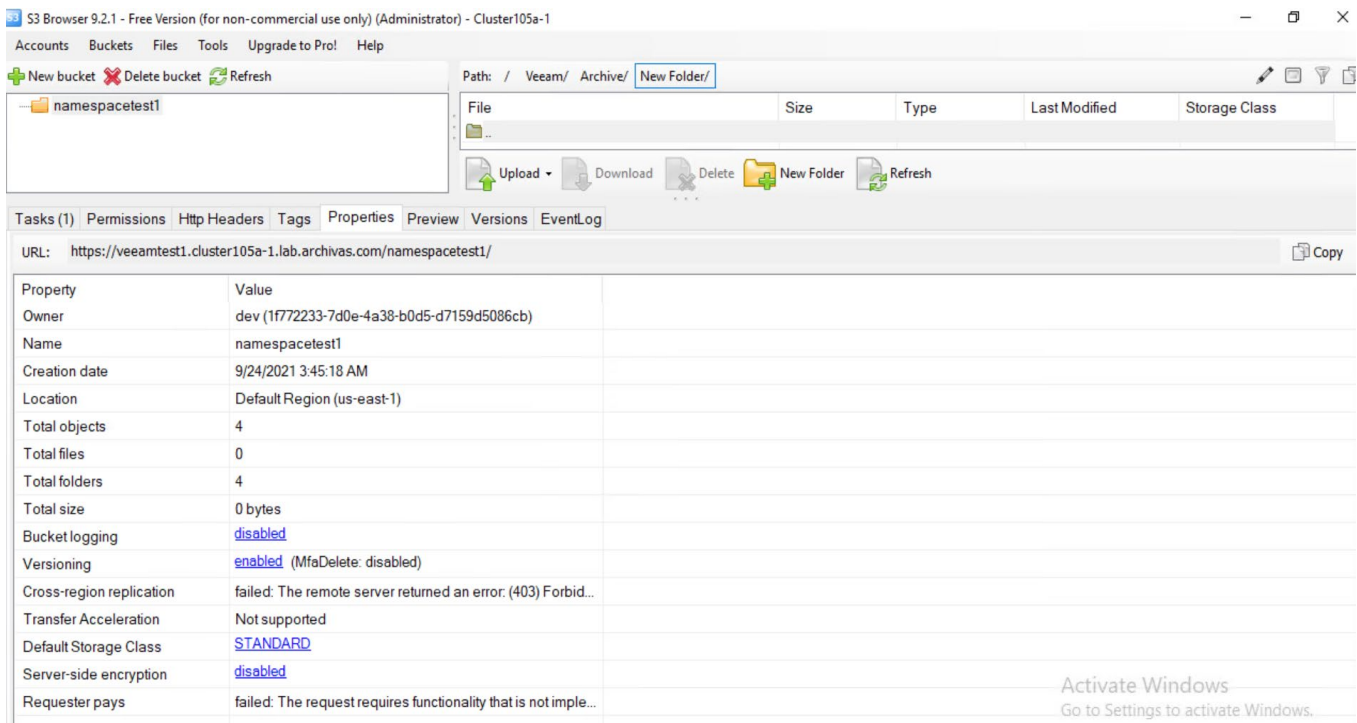 S3 Browser 9.2.1 - Free Version (for non-commercial use only) (Administrator) - Cluster105a-1
Accounts Buckets Files Tools Upgrade to Pro! Help
New bucket Delete bucket Refresh
Path: / Veeam/ Archive/ New Folder/
namespacetest1
File Size Type Last Modified Storage Class
..
Upload Download Delete New Folder Refresh
Tasks (1) Permissions Http Headers Tags Properties Preview Versions EventLog
URL: https://veeamtest1.cluster105a-1.lab.archivas.com/namespacetest1/ Copy
Property Value
Owner dev (1f772233-7d0e-4a38-b0d5-d7159d5086cb)
Name namespacetest1
Creation date 9/24/2021 3:45:18 AM
Location Default Region (us-east-1)
Total objects 4
Total files 0
Total folders 4
Total size 0 bytes
Bucket logging disabled
Versioning enabled (MfaDelete: disabled)
Cross-region replication failed: The remote server returned an error: (403) Forbid...
Transfer Acceleration Not supported
Default Storage Class STANDARD
Server-side encryption disabled
Requester pays failed: The request requires functionality that is not imple...
Activate Windows
Go to Settings to activate Windows.